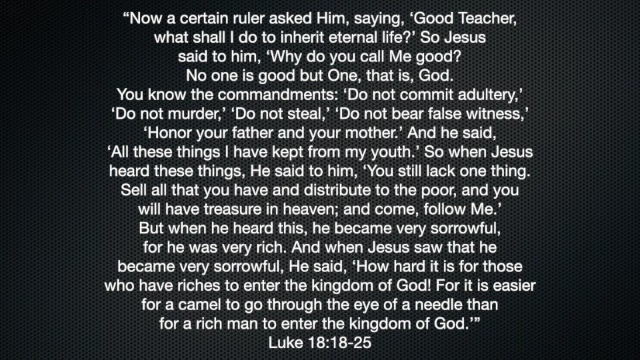 “Now a certain ruler asked Him, saying, ‘Good Teacher,
what shall I do to inherit eternal life?’ So Jesus
said to him, ‘Why do you call Me good?
No one is good but One, that is, God.
You know the commandments: ‘Do not commit adultery,’
‘Do not murder,’ ‘Do not steal,’ ‘Do not bear false witness,’
‘Honor your father and your mother.’ And he said,
‘All these things I have kept from my youth.’ So when Jesus
heard these things, He said to him, ‘You still lack one thing.
Sell all that you have and distribute to the poor, and you
will have treasure in heaven; and come, follow Me.’
But when he heard this, he became very sorrowful,
for he was very rich. And when Jesus saw that he
became very sorrowful, He said, ‘How hard it is for those
who have riches to enter the kingdom of God! For it is easier
for a camel to go through the eye of a needle than
for a rich man to enter the kingdom of God.’”
Luke 18:18-25